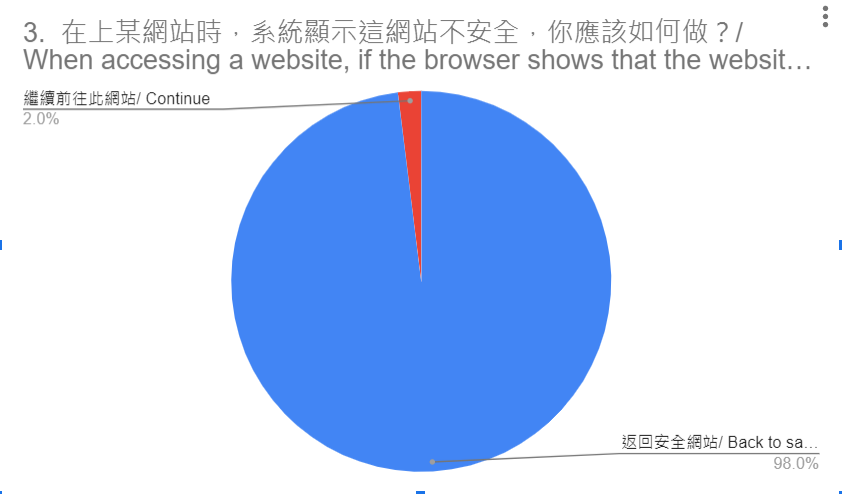 3. 在上某網站時，系統顯示這網站不安全，你應該如何做？/
When accessing a website, if the browser shows that the websit…
繼續前往此網站/ Continue
2.0%
返回安全網站/ Back to sa…
98.0%